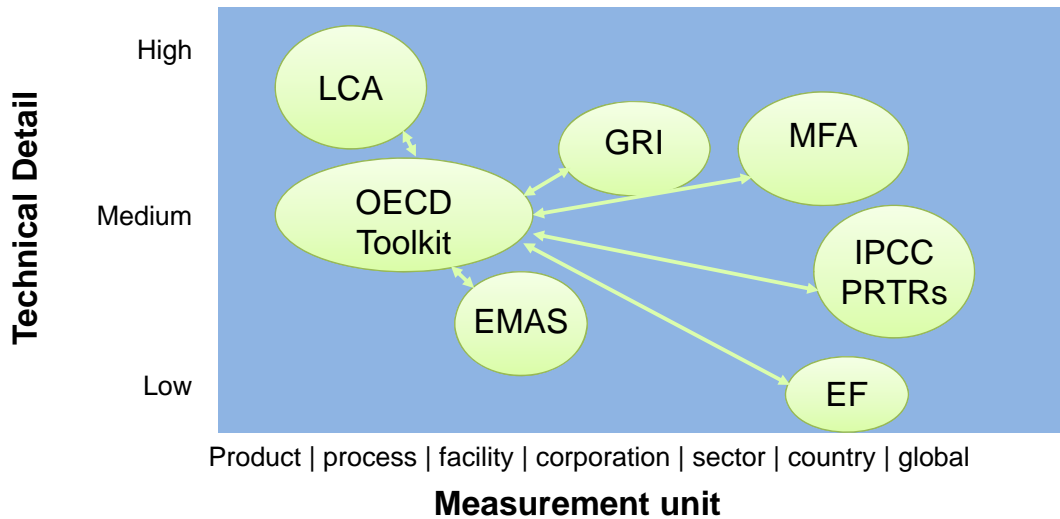 High
LCA
GRI
MFA
Technical Detail
Medium
OECD
Toolkit
IPCC
PRTRs
EMAS
Low
EF
Product | process | facility | corporation | sector | country | global
Measurement unit